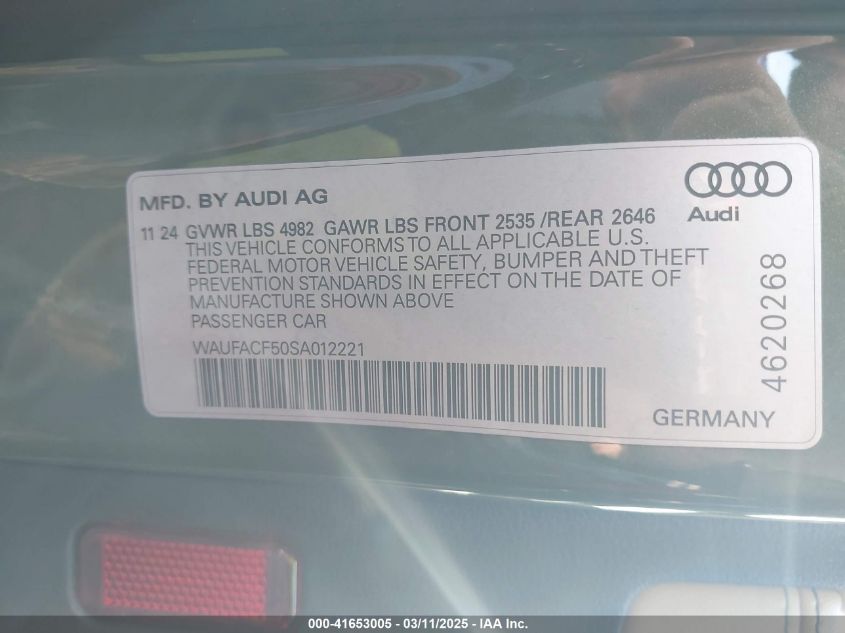 MFD. BY AUDI AG
Audi
11 24 GVWR LBS 4982 GAWR LBS FRONT 2535 /REAR 2646
THIS VEHICLE CONFORMS TO ALL APPLICABLE U.S.
FEDERAL MOTOR VEHICLE SAFETY, BUMPER AND THEFT
PREVENTION STANDARDS IN EFFECT ON THE DATE OF
MANUFACTURE SHOWN ABOVE
PASSENGER CAR
WAUFACF50SA012221
4620268
GERMANY
000-41653005 - 03/11/2025 - IAA Inc.